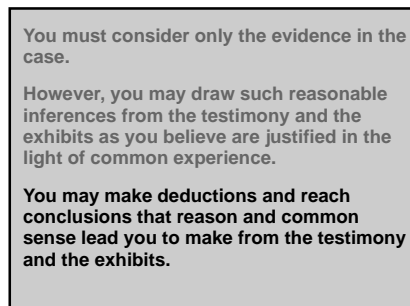 You must consider only the evidence in the
case.
However, you may draw such reasonable
inferences from the testimony and the
exhibits as you believe are justified in the
light of common experience.
You may make deductions and reach
conclusions that reason and common
sense lead you to make from the testimony
and the exhibits.